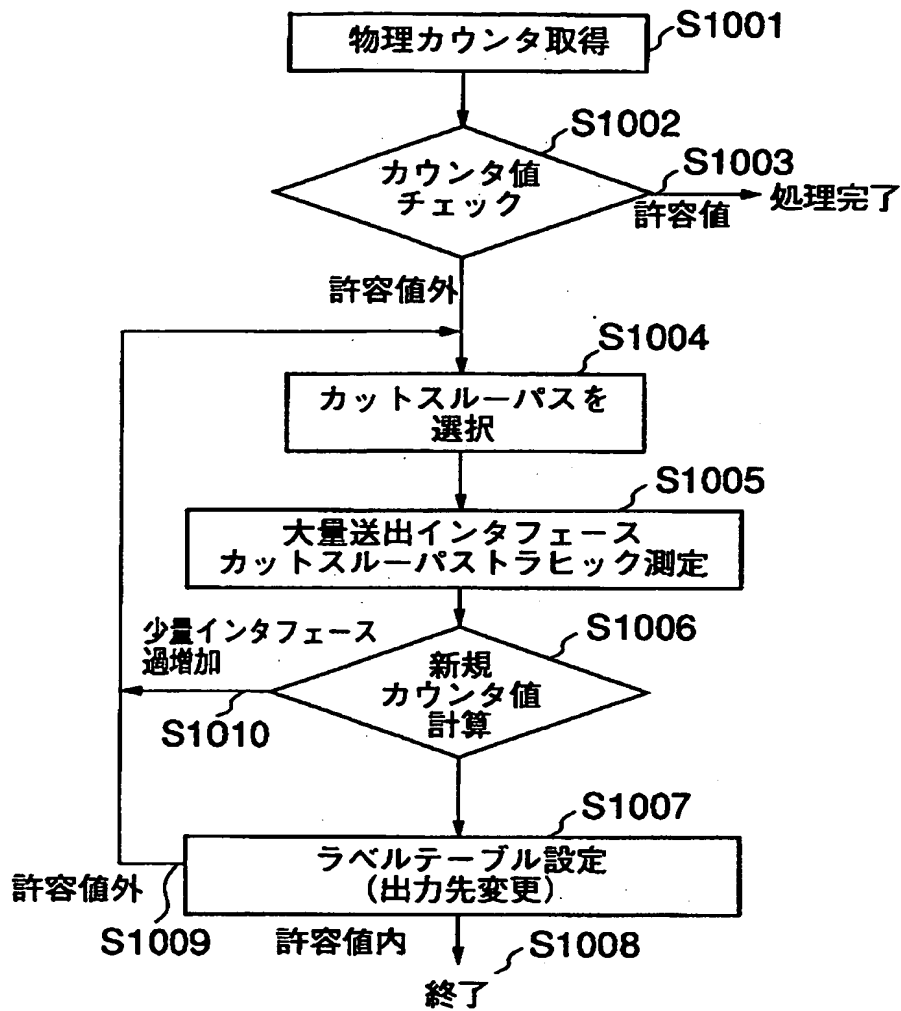 物理カウンタ取得
S1001
S1002
カウンタ値
チェック
S1003
許容値
処理完了
許容値外
S1004
カットスルーパスを
選択
S1005
大量送出インタフェース
カットスルーパストラヒック測定
少量インタフェース
過増加
S1006
新規
カウンタ値
計算
S1010
S1007
ラベルテーブル設定
(出力先変更)
許容値外
S1009
許容値内
S1008
終了